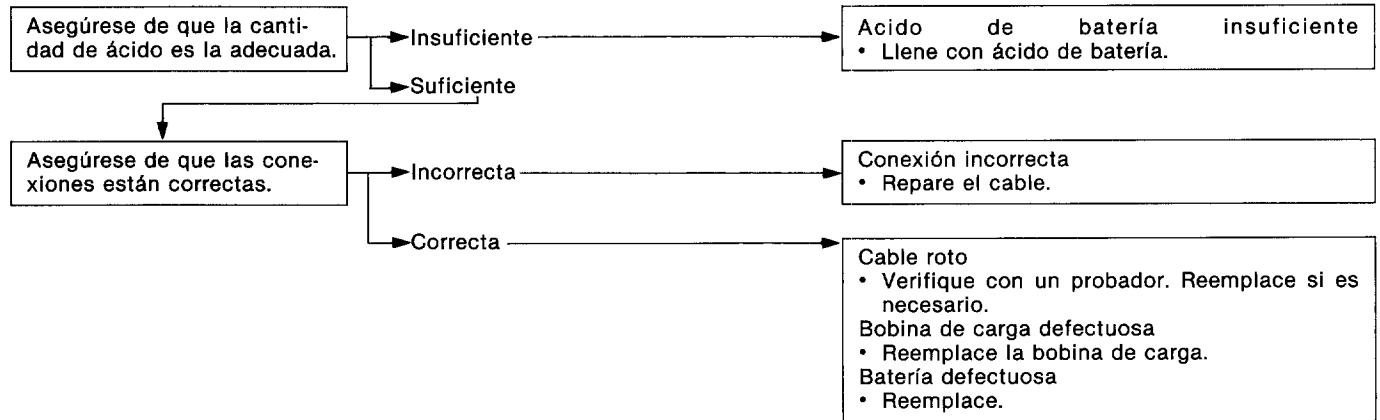 Asegúrese de que la canti-
dad de ácido es la adecuada.
Insuficiente
Acido de batería insuficiente
• Llene con ácido de batería.
Suficiente
Asegúrese de que las cone-
xiones están correctas.
Incorrecta
Conexión incorrecta
• Repare el cable.
Correcta
Cable roto
• Verifique con un probador. Reemplace si es
necesario.
Bobina de carga defectuosa
• Reemplace la bobina de carga.
Batería defectuosa
• Reemplace.